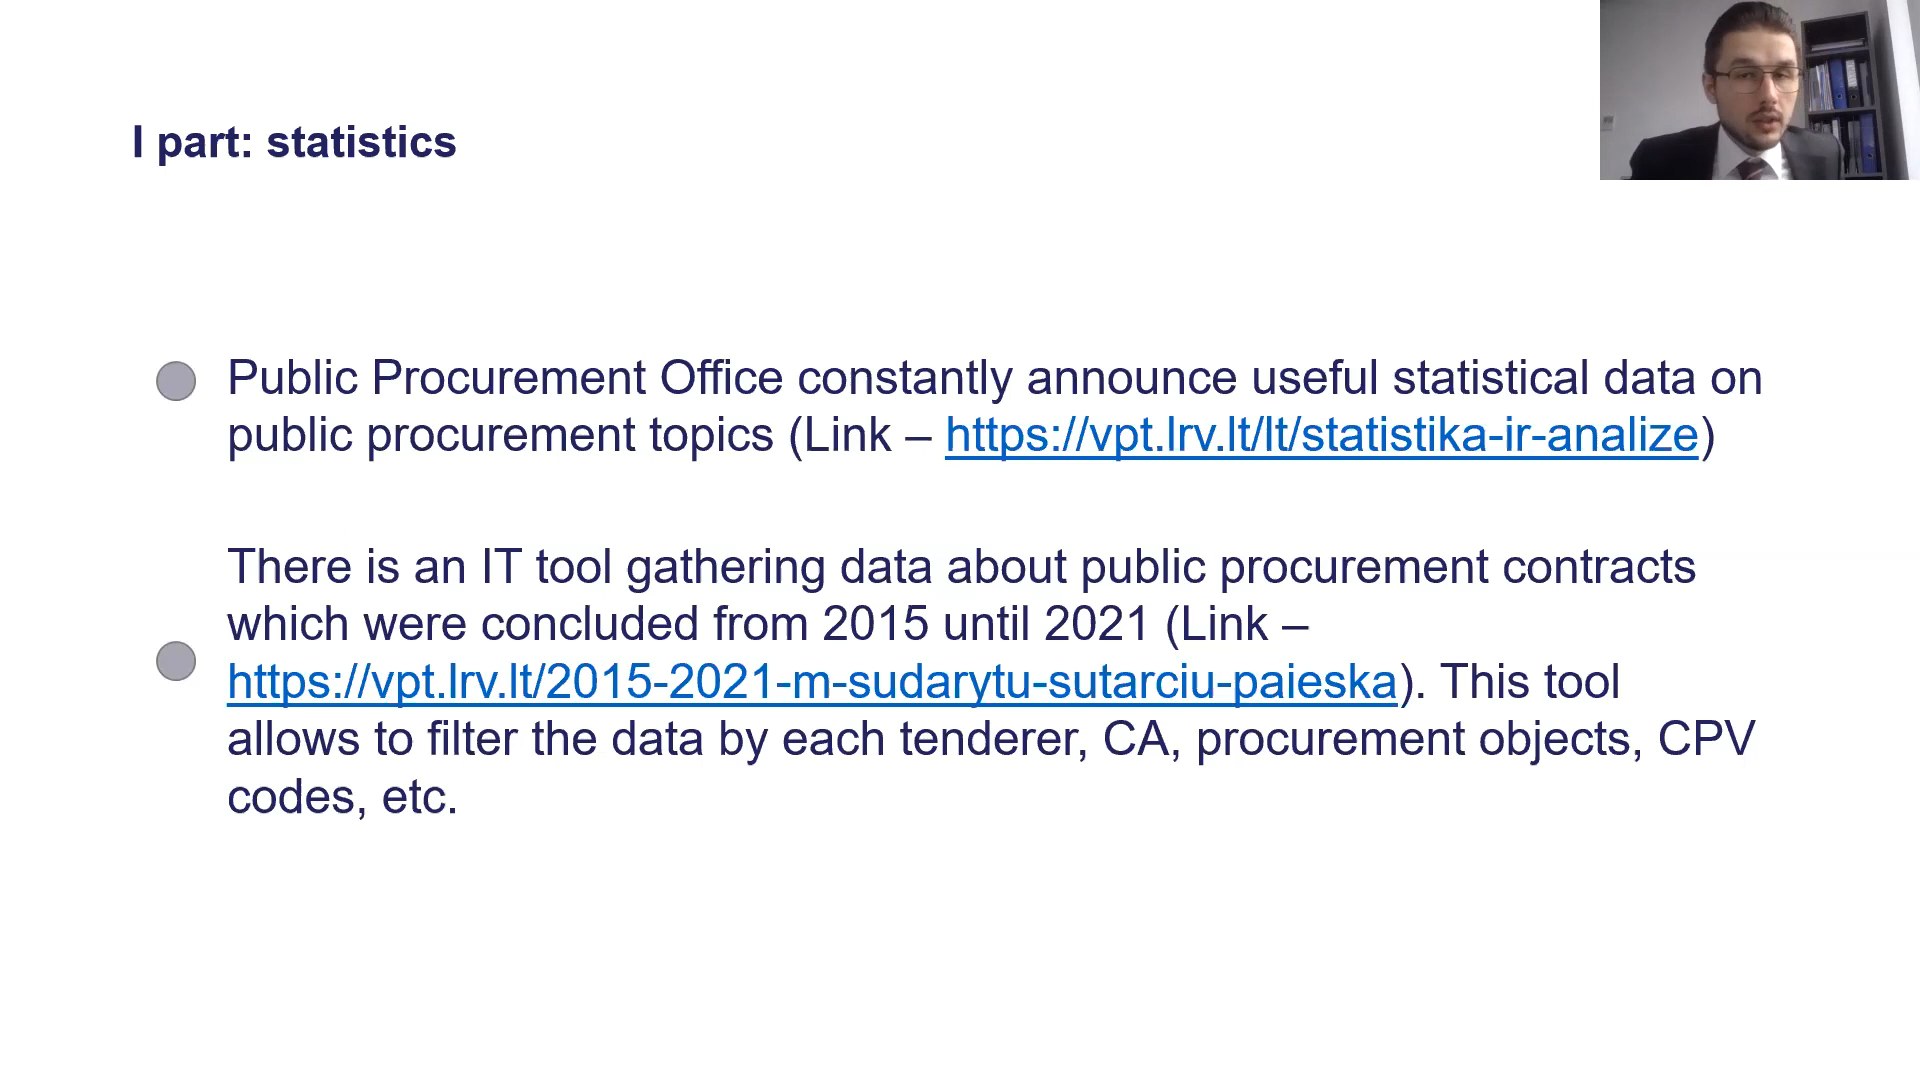 I part: statistics
Public Procurement Office constantly announce useful statistical data on
public procurement topics (Link – https://vpt.lrv.lt/lt/statistika-ir-analize)
There is an IT tool gathering data about public procurement contracts
which were concluded from 2015 until 2021 (Link –
https://vpt.lrv.lt/2015-2021-m-sudarytu-sutarciu-paieska). This tool
allows to filter the data by each tenderer, CA, procurement objects, CPV
codes, etc.